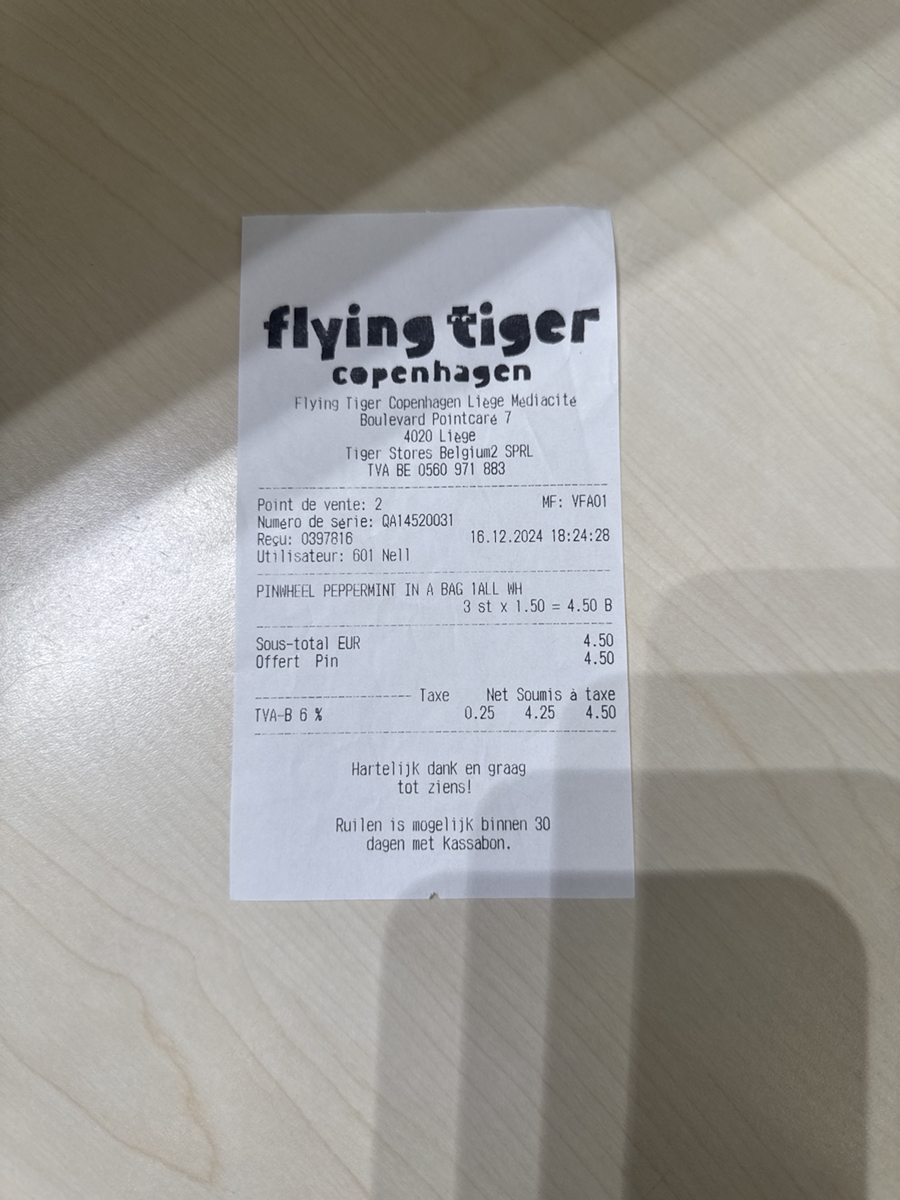 flying tiger
copenhagen
Flying Tiger Copenhagen Liège Médiacité
Boulevard Pointcaré 7
4020 Liège
Tiger Stores Belgium2 SPRL
TVA BE 0560 971 883
Point de vente: 2 MF: VFA01
Numéro de série: QA14520031
Reçu: 0397816 16.12.2024 18:24:28
Utilisateur: 601 Nell
PINWHEEL PEPPERMINT IN A BAG 1ALL WH
3 st x 1.50 = 4.50 B
Sous-total EUR 4.50
Offert Pin 4.50
Taxe Net Soumis à taxe
TVA-B 6 % 0.25 4.25 4.50
Hartelijk dank en graag
tot ziens!
Ruilen is mogelijk binnen 30
dagen met Kassabon.